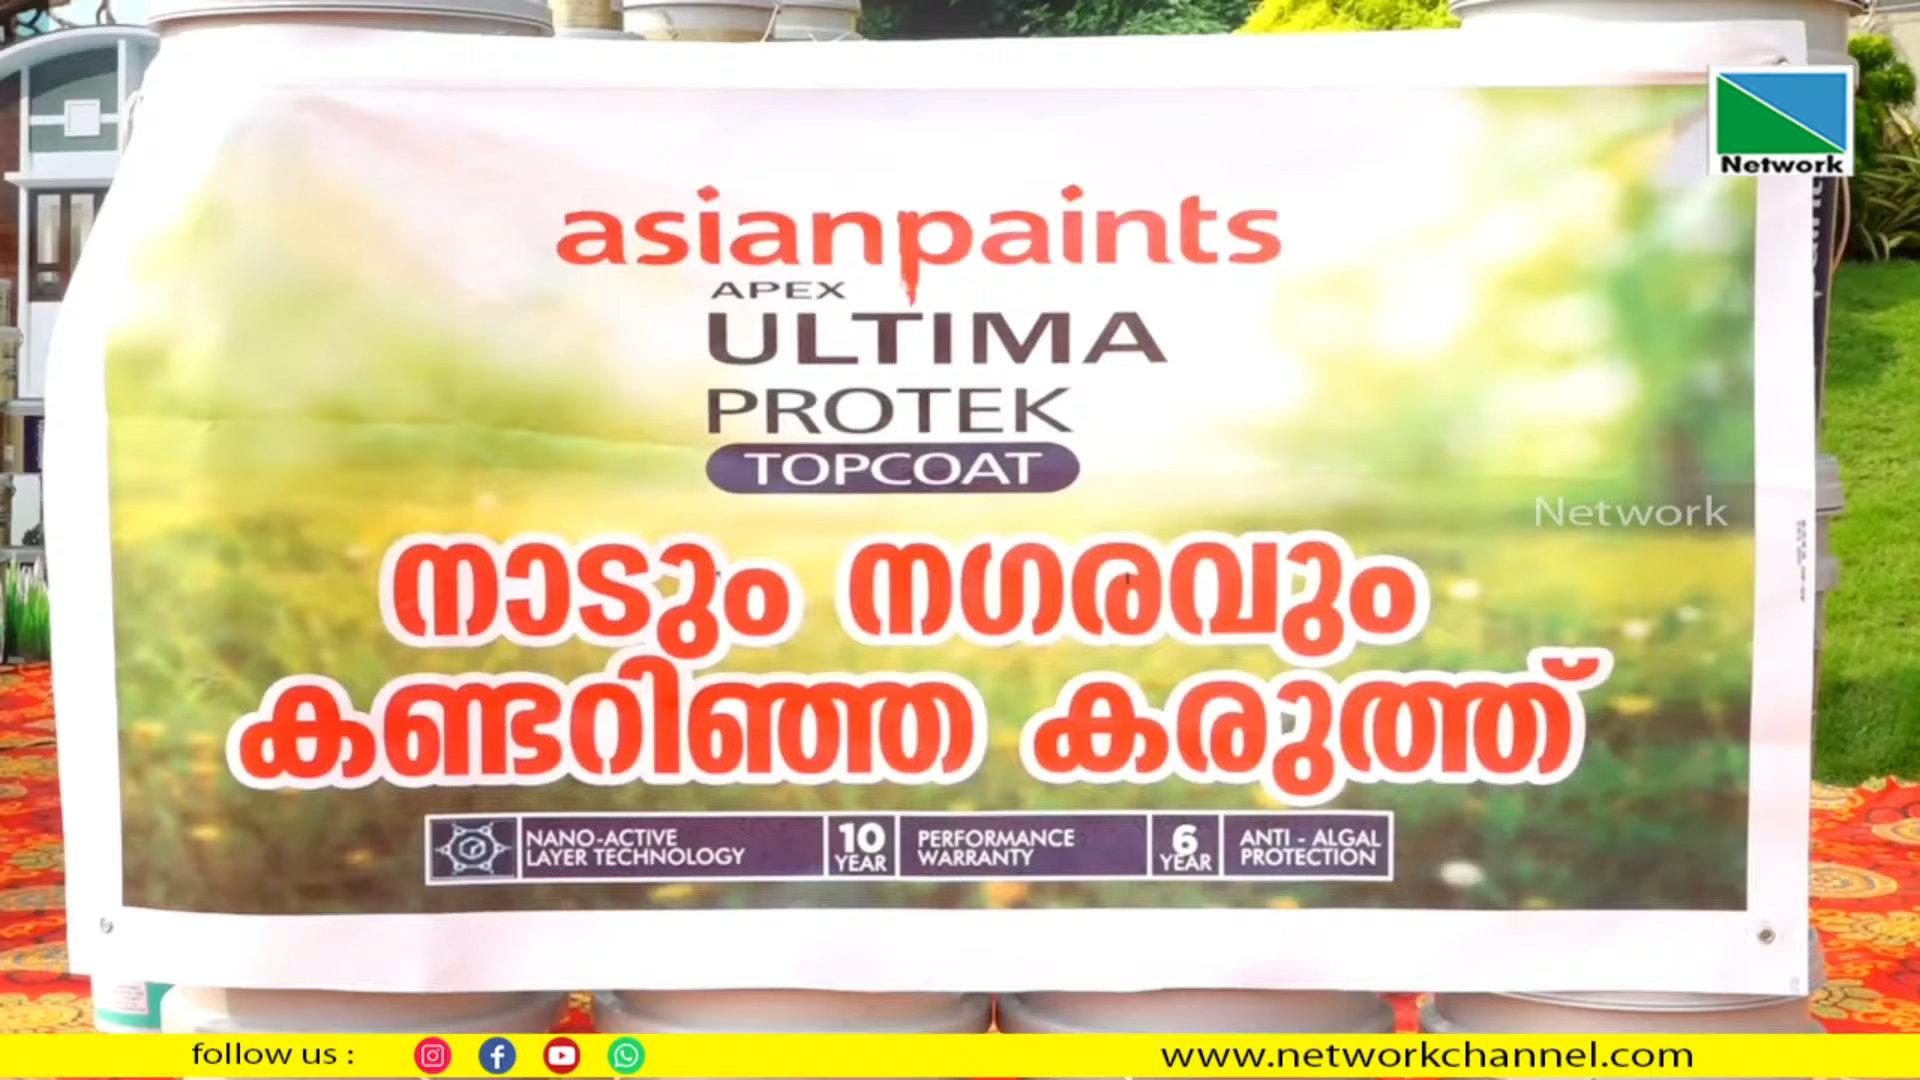 Network
asianpaints
APEX
ULTIMA
PROTEK
TOPCOAT
Network
നാടും നഗരവും
കണ്ടറിഞ്ഞ കരുത്ത്
NANO-ACTIVE
LAYER TECHNOLOGY
10
YEAR
PERFORMANCE
WARRANTY
6
YEAR
ANTI - ALGAL
PROTECTION
follow us :
www.networkchannel.com